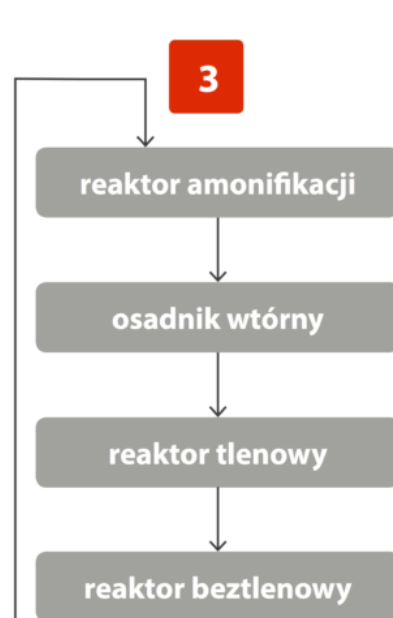 3
reaktor amonifikacji
osadnik wtórny
reaktor tlenowy
reaktor beztlenowy